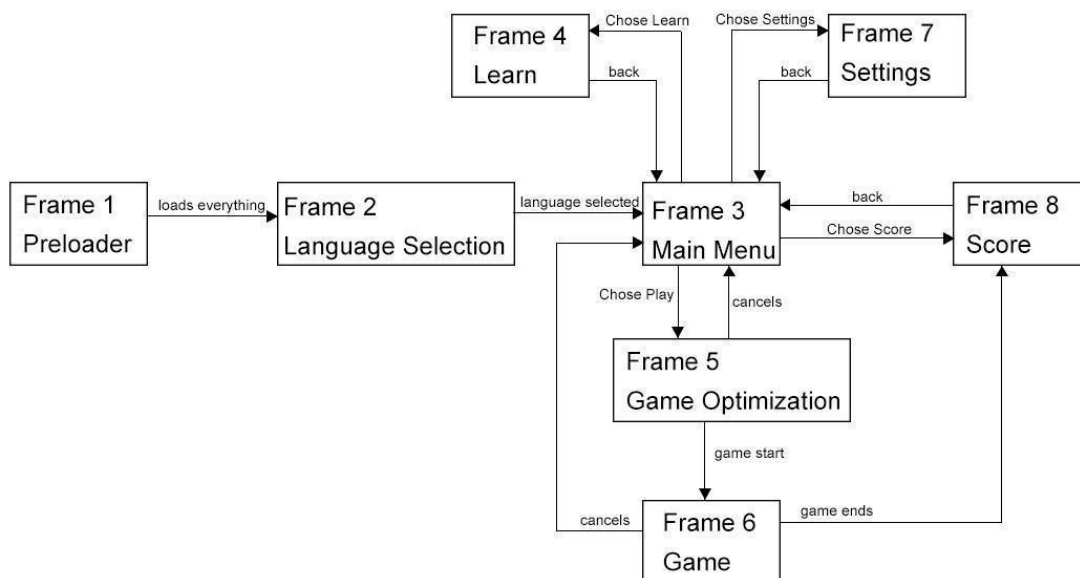 Frame 4
Learn
Chose Learn
back
Chose Settings
back
Frame 7
Settings
Frame 1
Preloader
loads everything
Frame 2
Language Selection
language selected
Frame 3
Main Menu
back
Chose Score
Frame 8
Score
Chose Play
cancels
Frame 5
Game Optimization
game start
cancels
Frame 6
Game
game ends